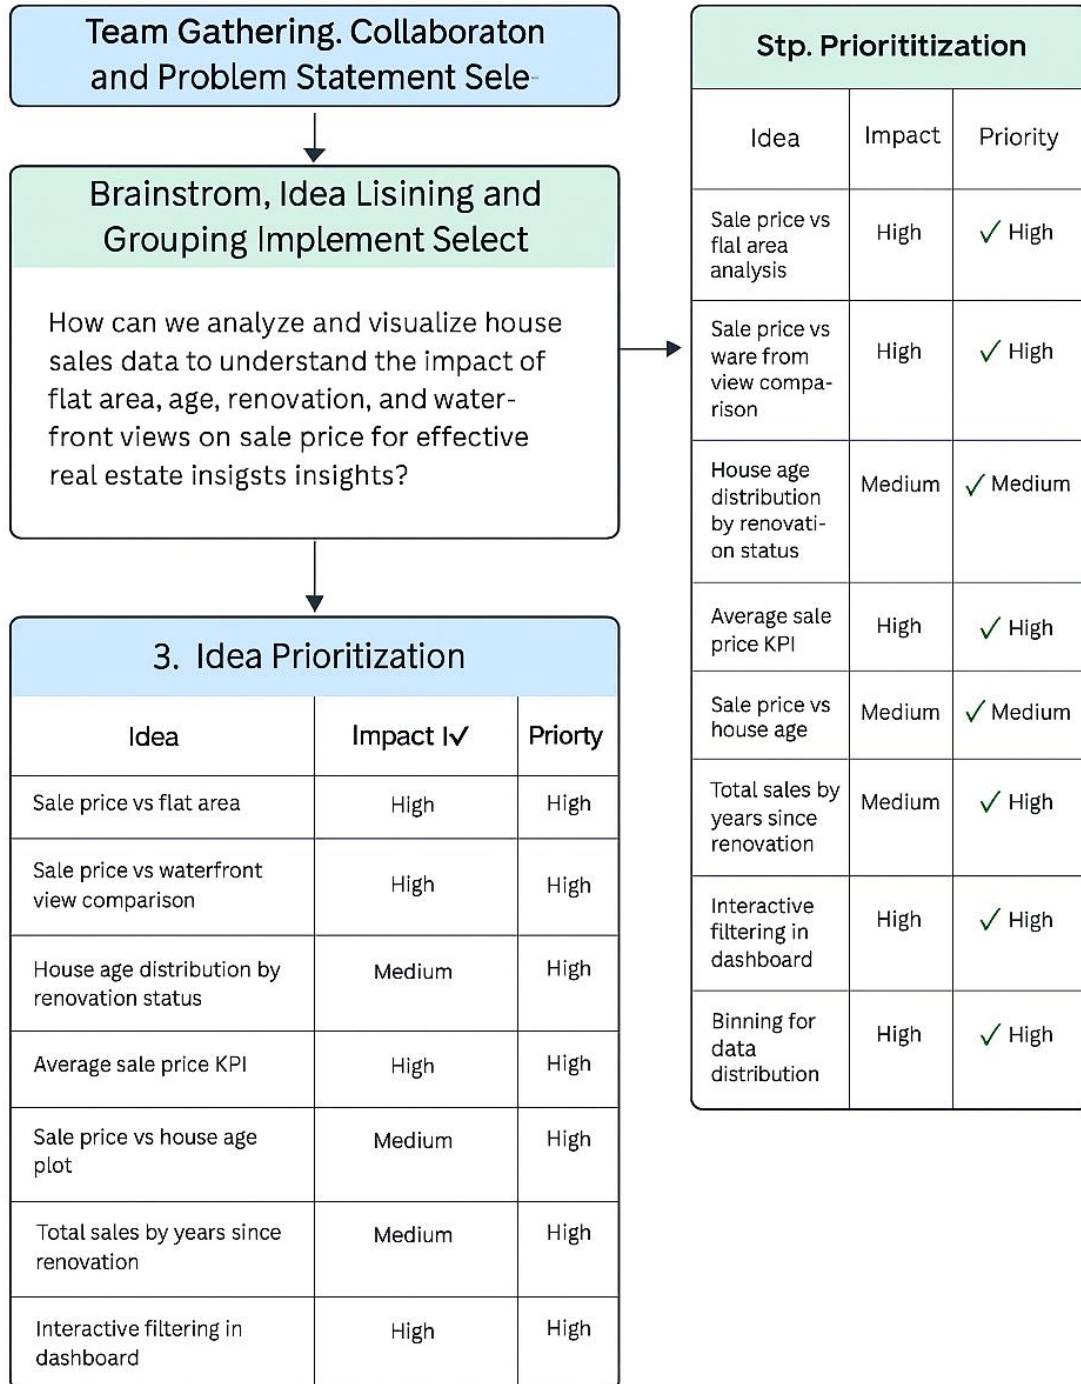 Team Gathering. Collaboraton
and Problem Statement Sele-
Brainstrom, Idea Lisining and
Grouping Implement Select
How can we analyze and visualize house
sales data to understand the impact of
flat area, age, renovation, and water-
front views on sale price for effective
real estate insigsts insights?
3. Idea Prioritization
Idea Impact I✓ Priorty
Sale price vs flat area High High
Sale price vs waterfront
view comparison High High
House age distribution by
renovation status Medium High
Average sale price KPI High High
Sale price vs house age
plot Medium High
Total sales by years since
renovation Medium High
Interactive filtering in
dashboard High High
Stp. Priorititization
Idea Impact Priority
Sale price vs
flal area
analysis High ✓ High
Sale price vs
ware from
view compa-
rison High ✓ High
House age
distribution
by renovati-
on status Medium ✓ Medium
Average sale
price KPI High ✓ High
Sale price vs
house age Medium ✓ Medium
Total sales by
years since
renovation Medium ✓ High
Interactive
filtering in
dashboard High ✓ High
Binning for
data
distribution High ✓ High